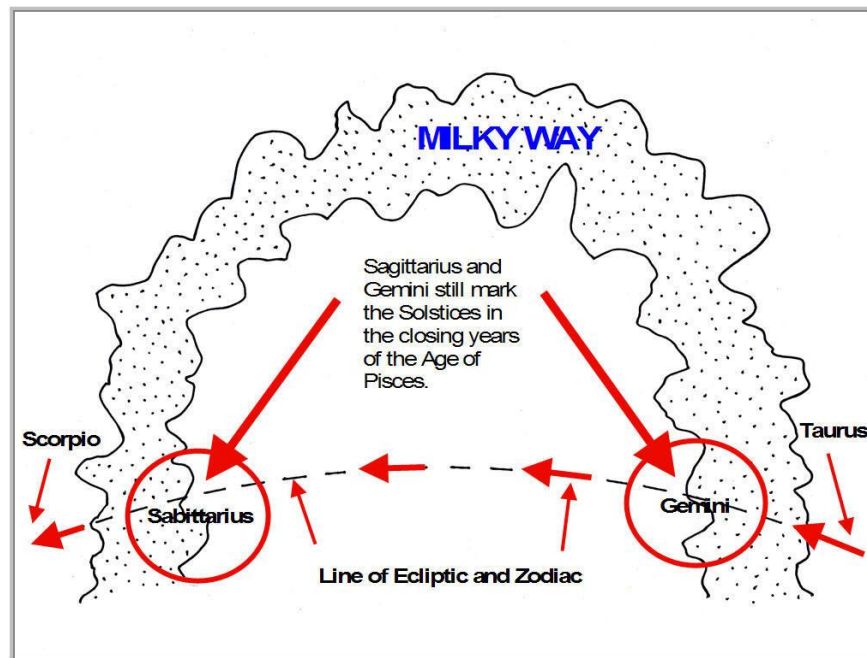 MILKY WAY
Sagittarius and
Gemini still mark
the Solstices in
the closing years
of the Age of
Pisces.
Scorpio
Taurus
Sabittarius
Gemini
Line of Ecliptic and Zodiac